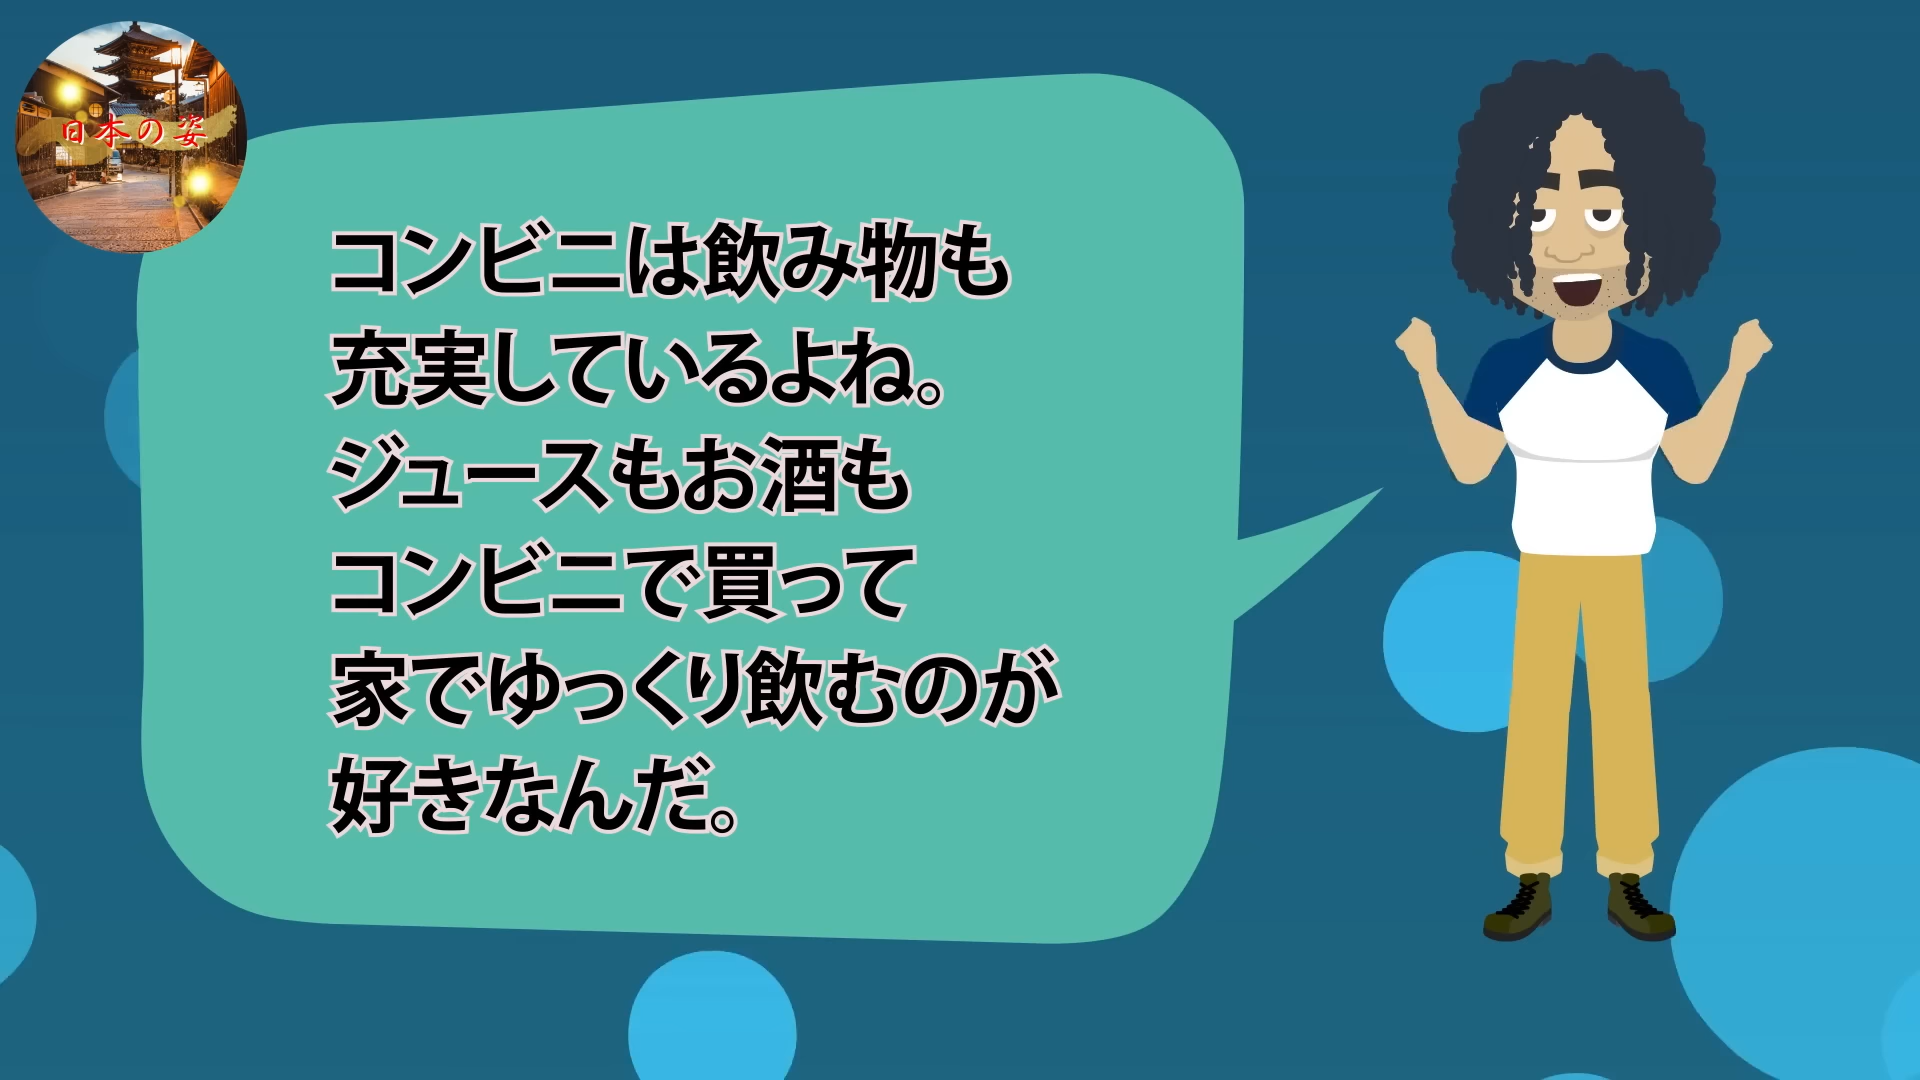 日本の姿
コンビニは飲み物も
充実しているよね。
ジュースもお酒も
コンビニで買って
家でゆっくり飲むのが
好きなんだ。